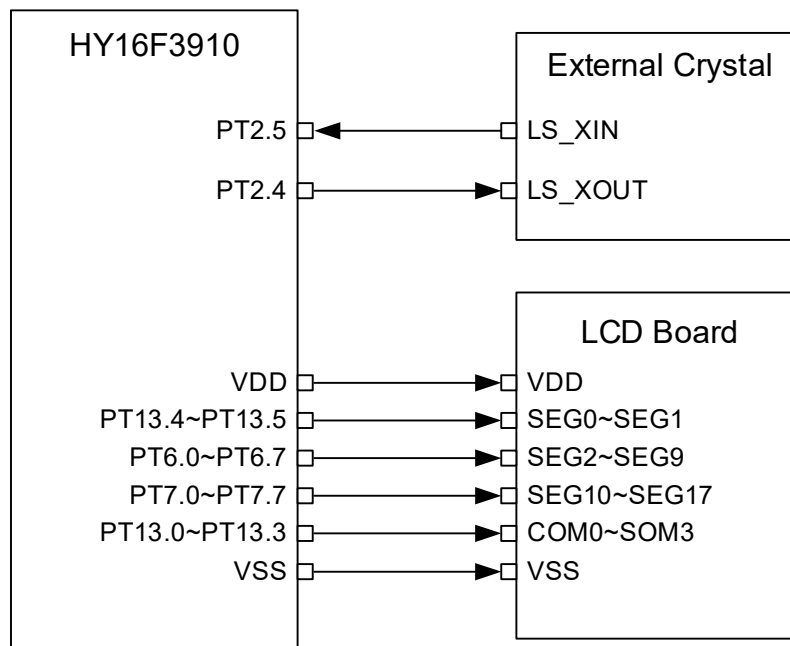 HY16F3910
External Crystal
PT2.5
LS_XIN
PT2.4
LS_XOUT
LCD Board
VDD
VDD
PT13.4~PT13.5
SEG0~SEG1
PT6.0~PT6.7
SEG2~SEG9
PT7.0~PT7.7
SEG10~SEG17
PT13.0~PT13.3
COM0~SOM3
VSS
VSS